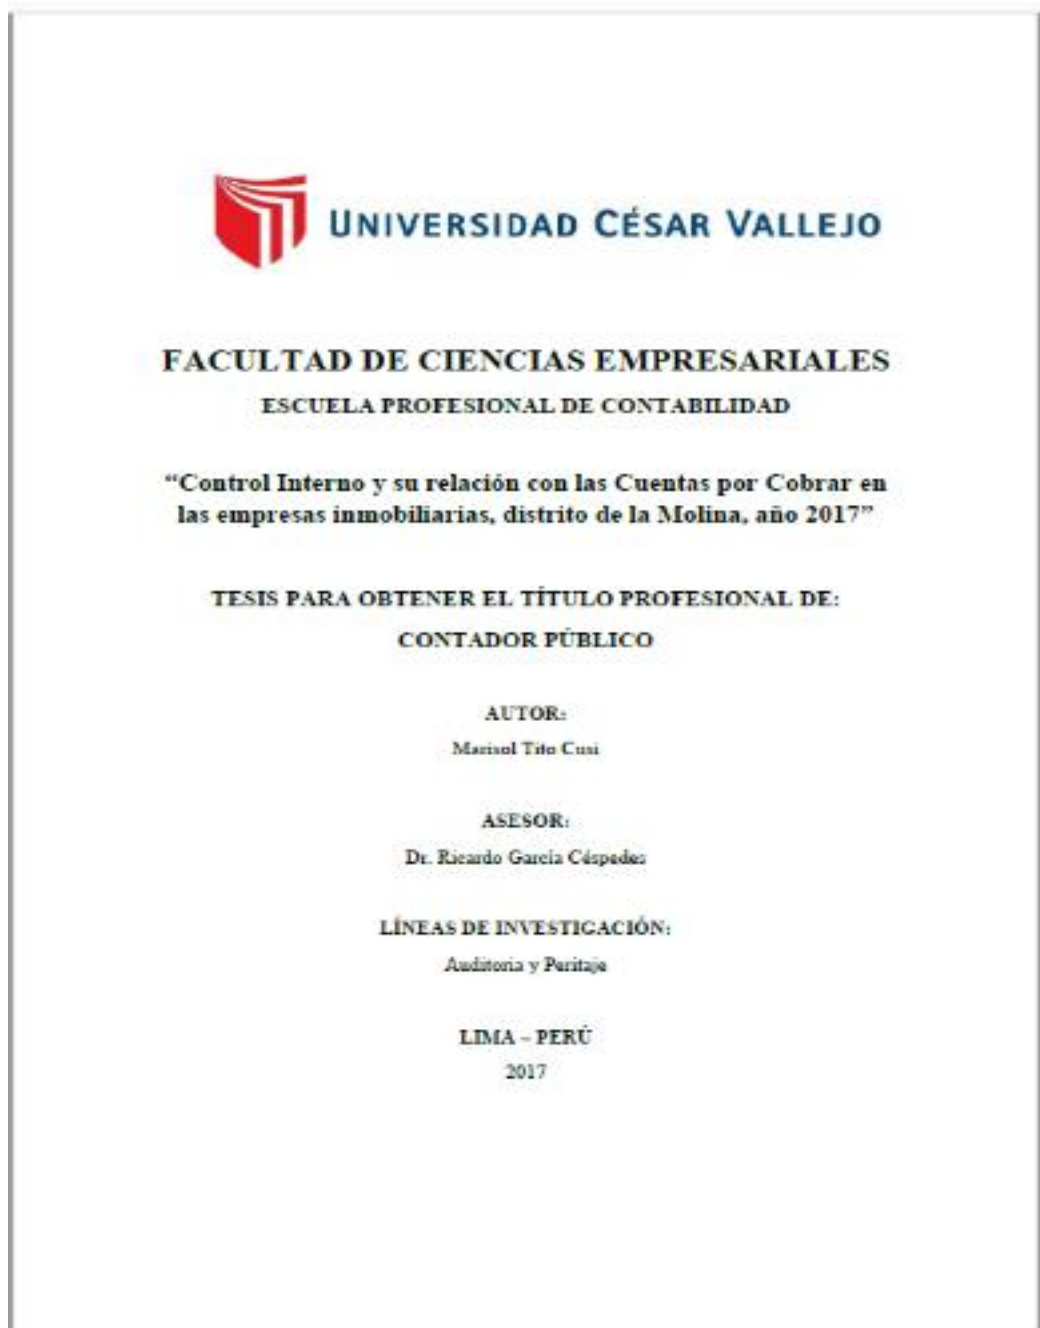 UNIVERSIDAD CÉSAR VALLEJO
FACULTAD DE CIENCIAS EMPRESARIALES
ESCUELA PROFESIONAL DE CONTABILIDAD
“Control Interno y su relación con las Cuentas por Cobrar en
las empresas inmobiliarias, distrito de la Molina, año 2017”
TESIS PARA OBTENER EL TÍTULO PROFESIONAL DE:
CONTADOR PÚBLICO
AUTOR:
Marisol Tito Cusi
ASESOR:
Dr. Ricardo García Céspedes
LÍNEAS DE INVESTIGACIÓN:
Auditoria y Peritaje
LIMA – PERÚ
2017